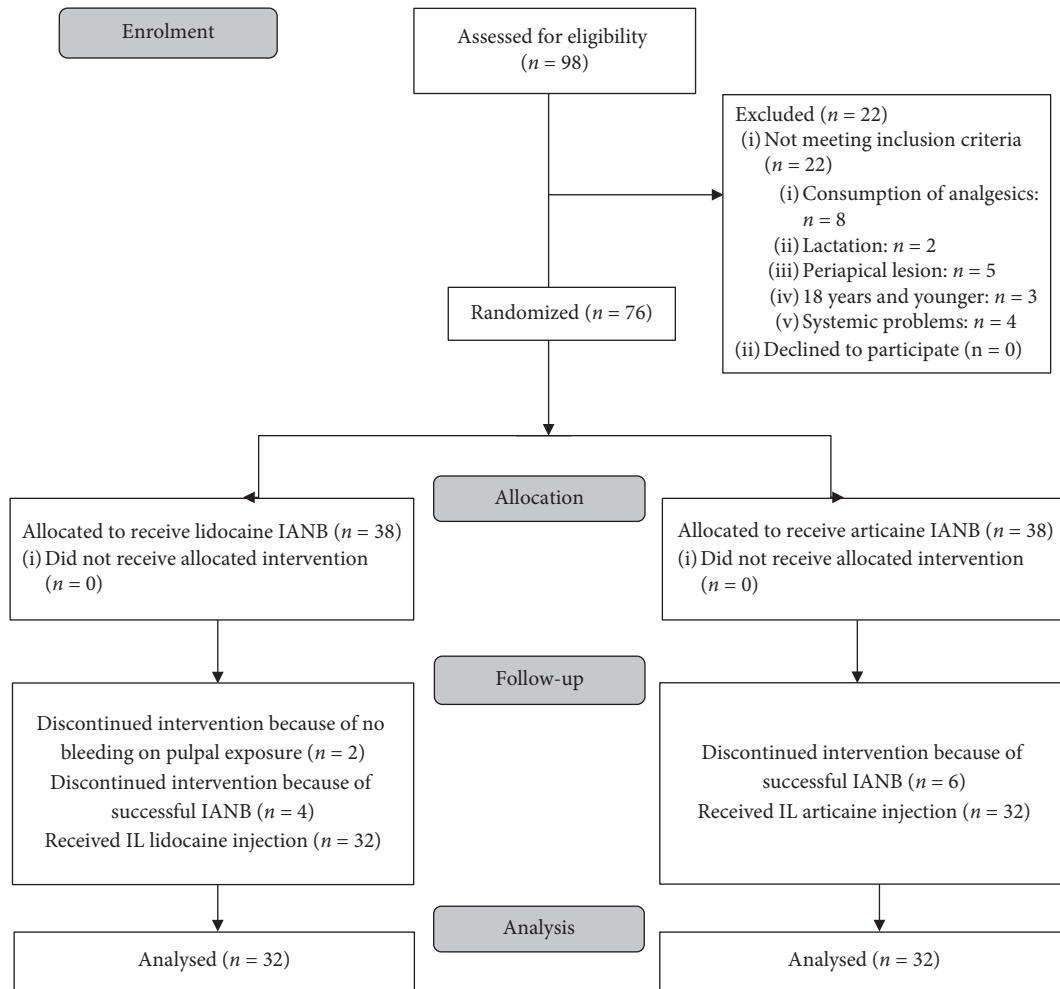 Enrolment
Assessed for eligibility
(n = 98)
Excluded (n = 22)
(i) Not meeting inclusion criteria
(n = 22)
(i) Consumption of analgesics:
n = 8
(ii) Lactation: n = 2
(iii) Periapical lesion: n = 5
(iv) 18 years and younger: n = 3
(v) Systemic problems: n = 4
(ii) Declined to participate (n = 0)
Randomized (n = 76)
Allocation
Allocated to receive lidocaine IANB (n = 38)
(i) Did not receive allocated intervention
(n = 0)
Allocated to receive articaine IANB (n = 38)
(i) Did not receive allocated intervention
(n = 0)
Follow-up
Discontinued intervention because of no
bleeding on pulpal exposure (n = 2)
Discontinued intervention because of
successful IANB (n = 4)
Received IL lidocaine injection (n = 32)
Discontinued intervention because of
successful IANB (n = 6)
Received IL articaine injection (n = 32)
Analysis
Analysed (n = 32)
Analysed (n = 32)